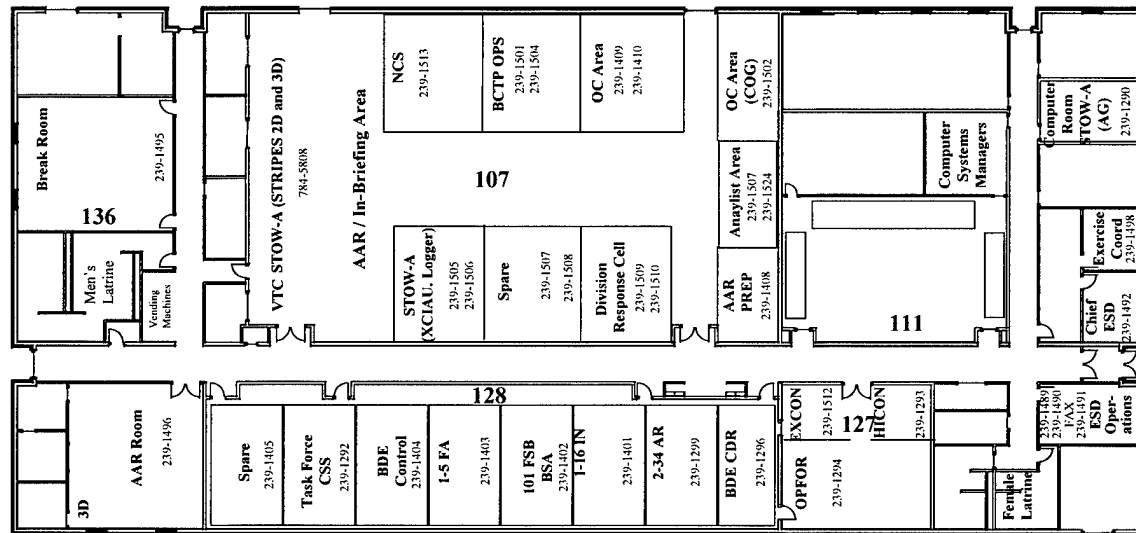 Break Room
239-1495
136
Men's
Latrine
Vending
Machines
VTC STOW-A (STRIPES 2D and 3D)
784-5808
AAR / In-Briefing Area
107
NCS
239-1513
BCTP OPS
239-1501
239-1504
OC Area
239-1409
239-1410
STOW-A
(XCIAU, Logger)
239-1505
239-1506
Spare
239-1507
239-1508
Division
Response Cell
239-1509
239-1510
OC Area
(COG)
239-1502
Anaylist Area
239-1507
239-1524
AAR
PREP
239-1408
Computer
Systems
Managers
111
Computer
Room
STOW-A
(AG)
239-1290
Exercise
Coord
239-1498
Chief
ESD
239-1492
3D
AAR Room
239-1496
128
Spare
239-1405
Task Force
CSS
239-1292
BDE
Control
239-1404
1-5 FA
239-1403
101 FSB
BSA
239-1402
1-16 IN
239-1401
2-34 AR
239-1299
BDE CDR
239-1296
EXCON
239-1512
127
HICON
239-1293
OPFOR
239-1294
Female
Latrine
239-1489
239-1490
FAX
239-1491
ESD
Oper-
ations